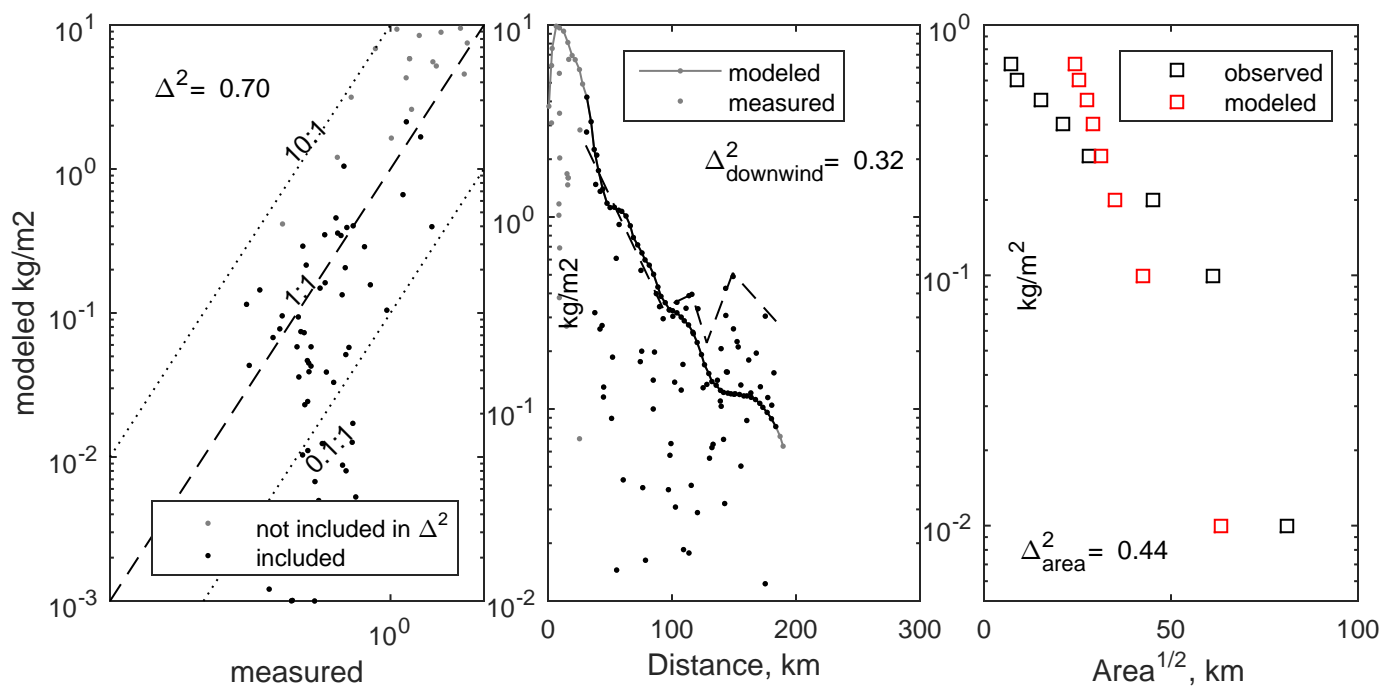 10^1
10^0
10^-1
10^-2
10^-3
modeled kg/m2
Δ^2= 0.70
10:1
1:1
0.1:1
not included in Δ^2
included
10^0
measured
10^1
10^0
10^-1
10^-2
kg/m2
modeled
measured
Δ^2_downwind= 0.32
0
100
200
300
Distance, km
10^0
10^-1
10^-2
kg/m^2
observed
modeled
Δ^2_area= 0.44
0
50
100
Area^1/2, km